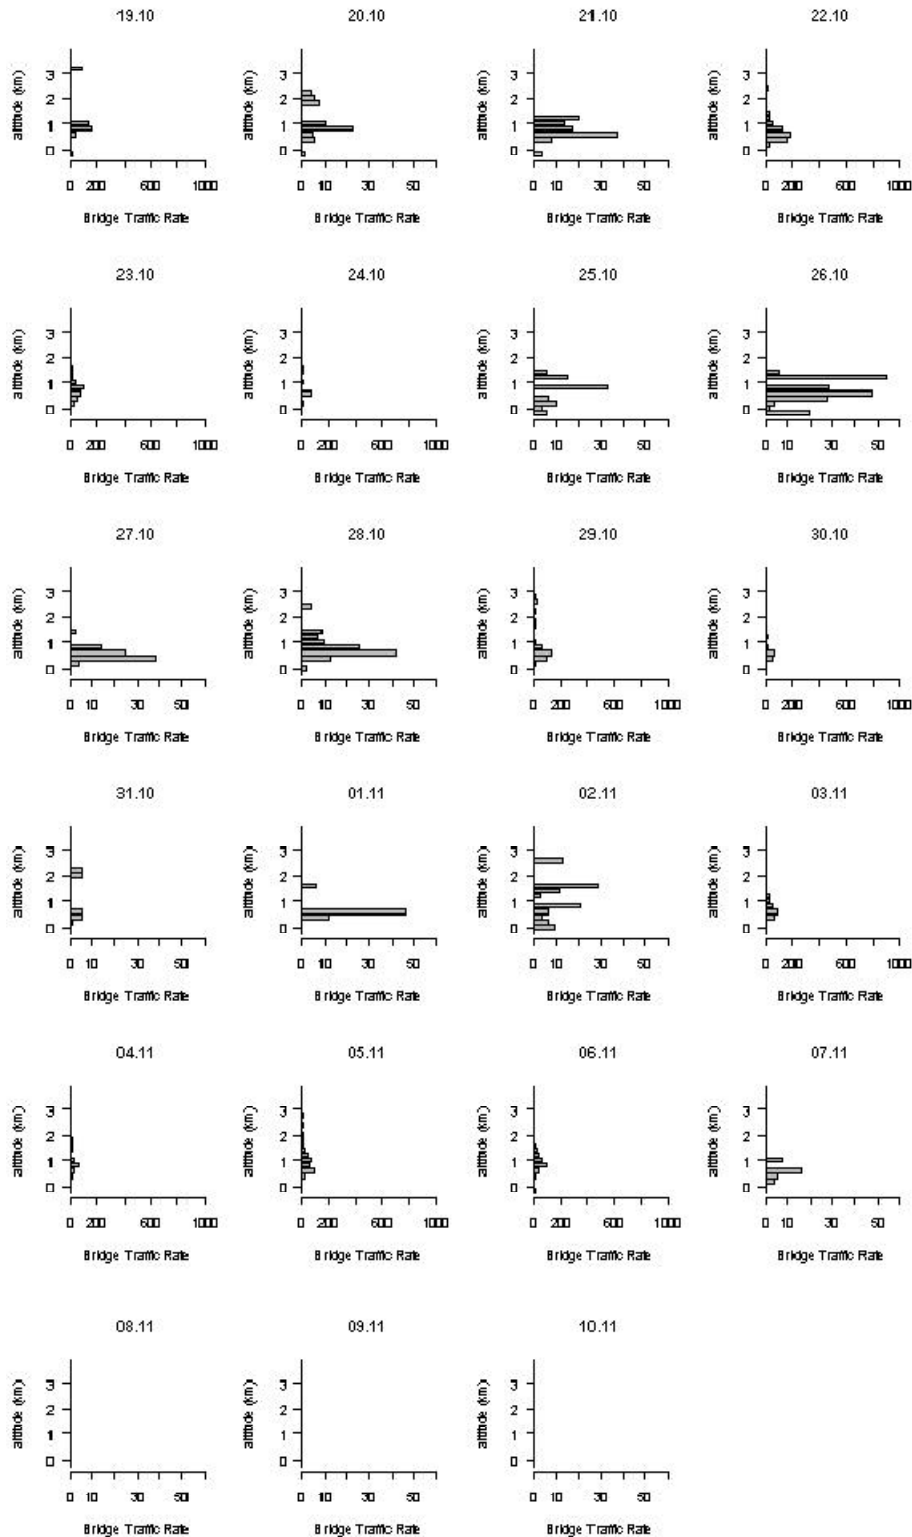 19.10 20.10 21.10 22.10
altitude (km) altitude (km) altitude (km) altitude (km)
3 3 3 3
2 2 2 2
1 1 1 1
0 0 0 0
0 200 600 1000 0 10 30 50 0 10 30 50 0 200 600 1000
Bridge Traffic Rate Bridge Traffic Rate Bridge Traffic Rate Bridge Traffic Rate
23.10 24.10 25.10 26.10
altitude (km) altitude (km) altitude (km) altitude (km)
3 3 3 3
2 2 2 2
1 1 1 1
0 0 0 0
0 200 600 1000 0 200 600 1000 0 10 30 50 0 10 30 50
Bridge Traffic Rate Bridge Traffic Rate Bridge Traffic Rate Bridge Traffic Rate
27.10 28.10 29.10 30.10
altitude (km) altitude (km) altitude (km) altitude (km)
3 3 3 3
2 2 2 2
1 1 1 1
0 0 0 0
0 10 30 50 0 10 30 50 0 200 600 1000 0 200 600 1000
Bridge Traffic Rate Bridge Traffic Rate Bridge Traffic Rate Bridge Traffic Rate
31.10 01.11 02.11 03.11
altitude (km) altitude (km) altitude (km) altitude (km)
3 3 3 3
2 2 2 2
1 1 1 1
0 0 0 0
0 10 30 50 0 10 30 50 0 10 30 50 0 200 600 1000
Bridge Traffic Rate Bridge Traffic Rate Bridge Traffic Rate Bridge Traffic Rate
04.11 05.11 06.11 07.11
altitude (km) altitude (km) altitude (km) altitude (km)
3 3 3 3
2 2 2 2
1 1 1 1
0 0 0 0
0 200 600 1000 0 200 600 1000 0 200 600 1000 0 10 30 50
Bridge Traffic Rate Bridge Traffic Rate Bridge Traffic Rate Bridge Traffic Rate
08.11 09.11 10.11
altitude (km) altitude (km) altitude (km)
3 3 3
2 2 2
1 1 1
0 0 0
0 10 30 50 0 10 30 50 0 10 30 50
Bridge Traffic Rate Bridge Traffic Rate Bridge Traffic Rate